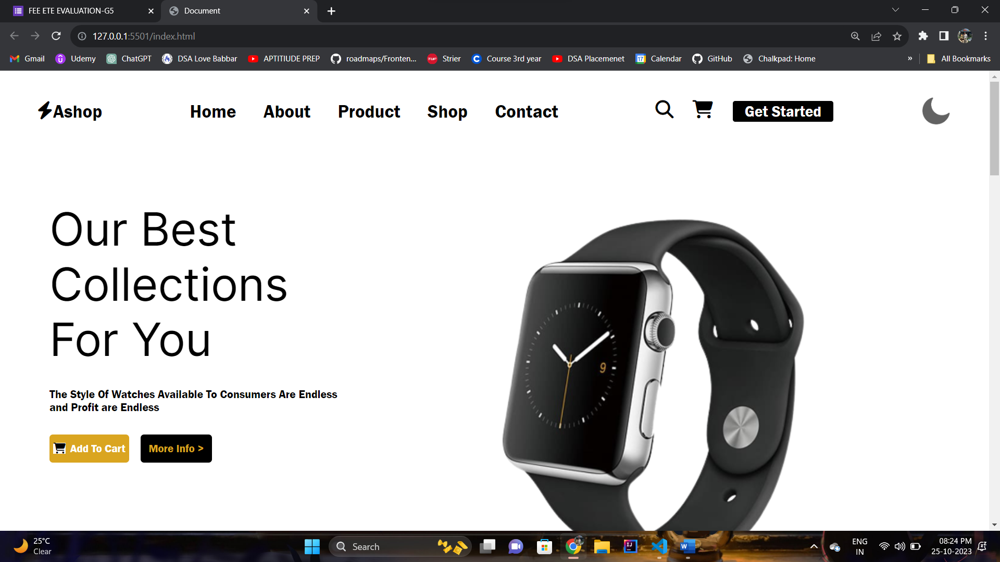 FEE ETE EVALUATION-G5
Document
127.0.0.1:5501/index.html
Gmail
Udemy
ChatGPT
DSA Love Babbar
APTITIUDE PREP
roadmaps/Fronten...
TUF
Strier
Course 3rd year
DSA Placemenet
17
Calendar
GitHub
Chalkpad: Home
»
All Bookmarks
Ashop
Home
About
Product
Shop
Contact
Get Started
Our Best
Collections
For You
9
The Style Of Watches Available To Consumers Are Endless
and Profit are Endless
Add To Cart
More Info >
25°C
Clear
Search
IJ
W
ENG
IN
08:24 PM
25-10-2023